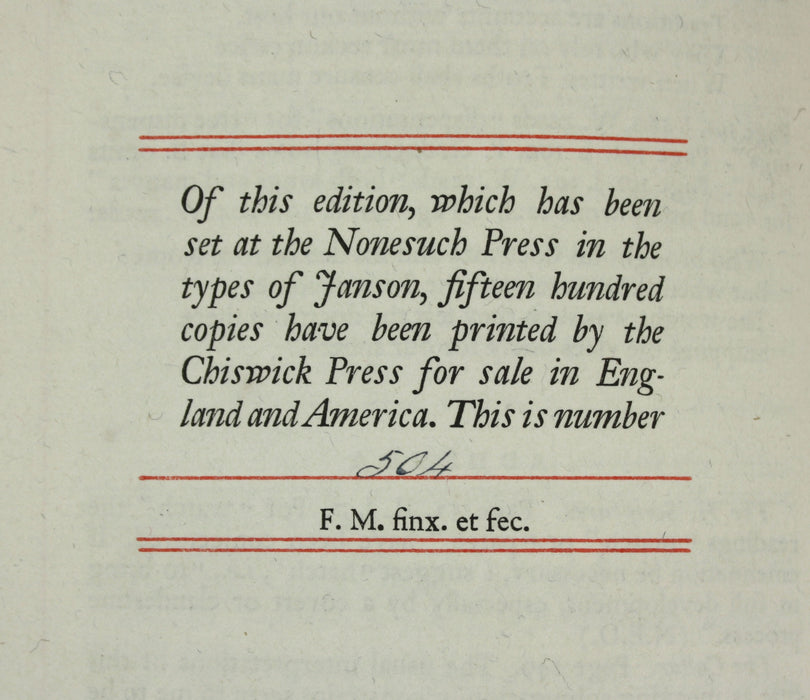 Of this edition, which has been
set at the Nonesuch Press in the
types of Janson, fifteen hundred
copies have been printed by the
Chiswick Press for sale in Eng-
land and America. This is number
504
F. M. finx. et fec.